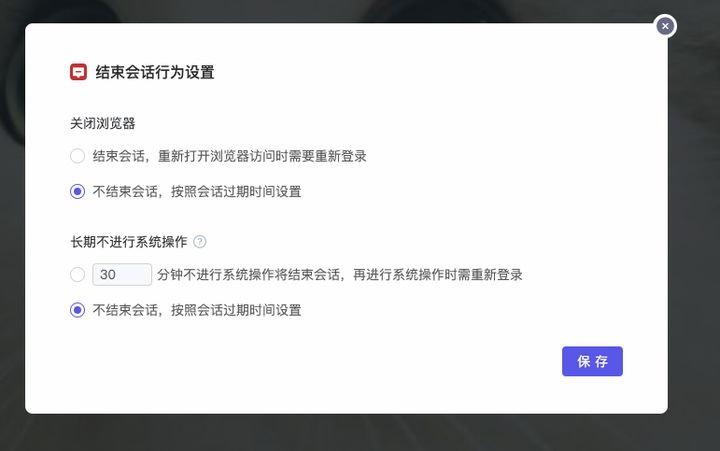 结束会话行为设置
关闭浏览器
结束会话，重新打开浏览器访问时需要重新登录
不结束会话，按照会话过期时间设置
长期不进行系统操作 ?
30 分钟不进行系统操作将结束会话，再进行系统操作时需重新登录
不结束会话，按照会话过期时间设置
保 存